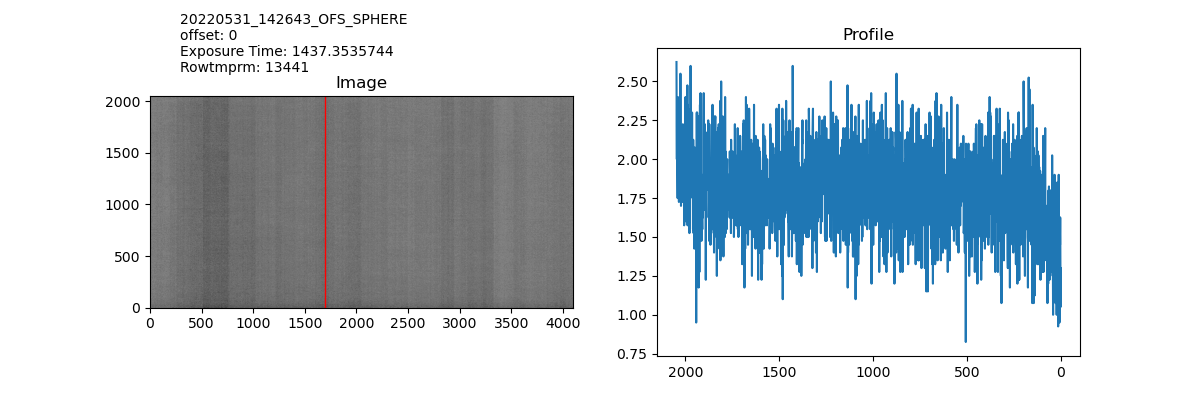 20220531_142643_OFS_SPHERE
offset: 0
Exposure Time: 1437.3535744
Rowtmprm: 13441
Image
2000
1500
1000
500
0
0 500 1000 1500 2000 2500 3000 3500 4000
Profile
2.50
2.25
2.00
1.75
1.50
1.25
1.00
0.75
2000 1500 1000 500 0